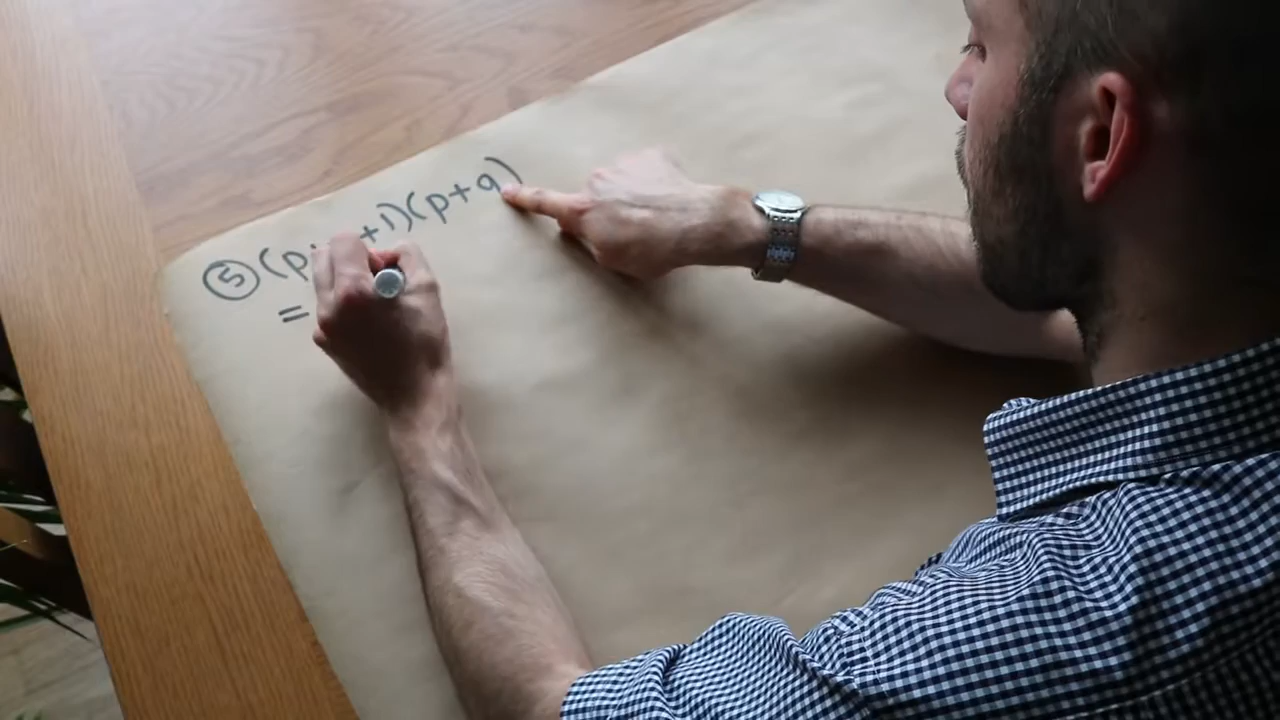 ⑤ (p +1)(p+q)
=